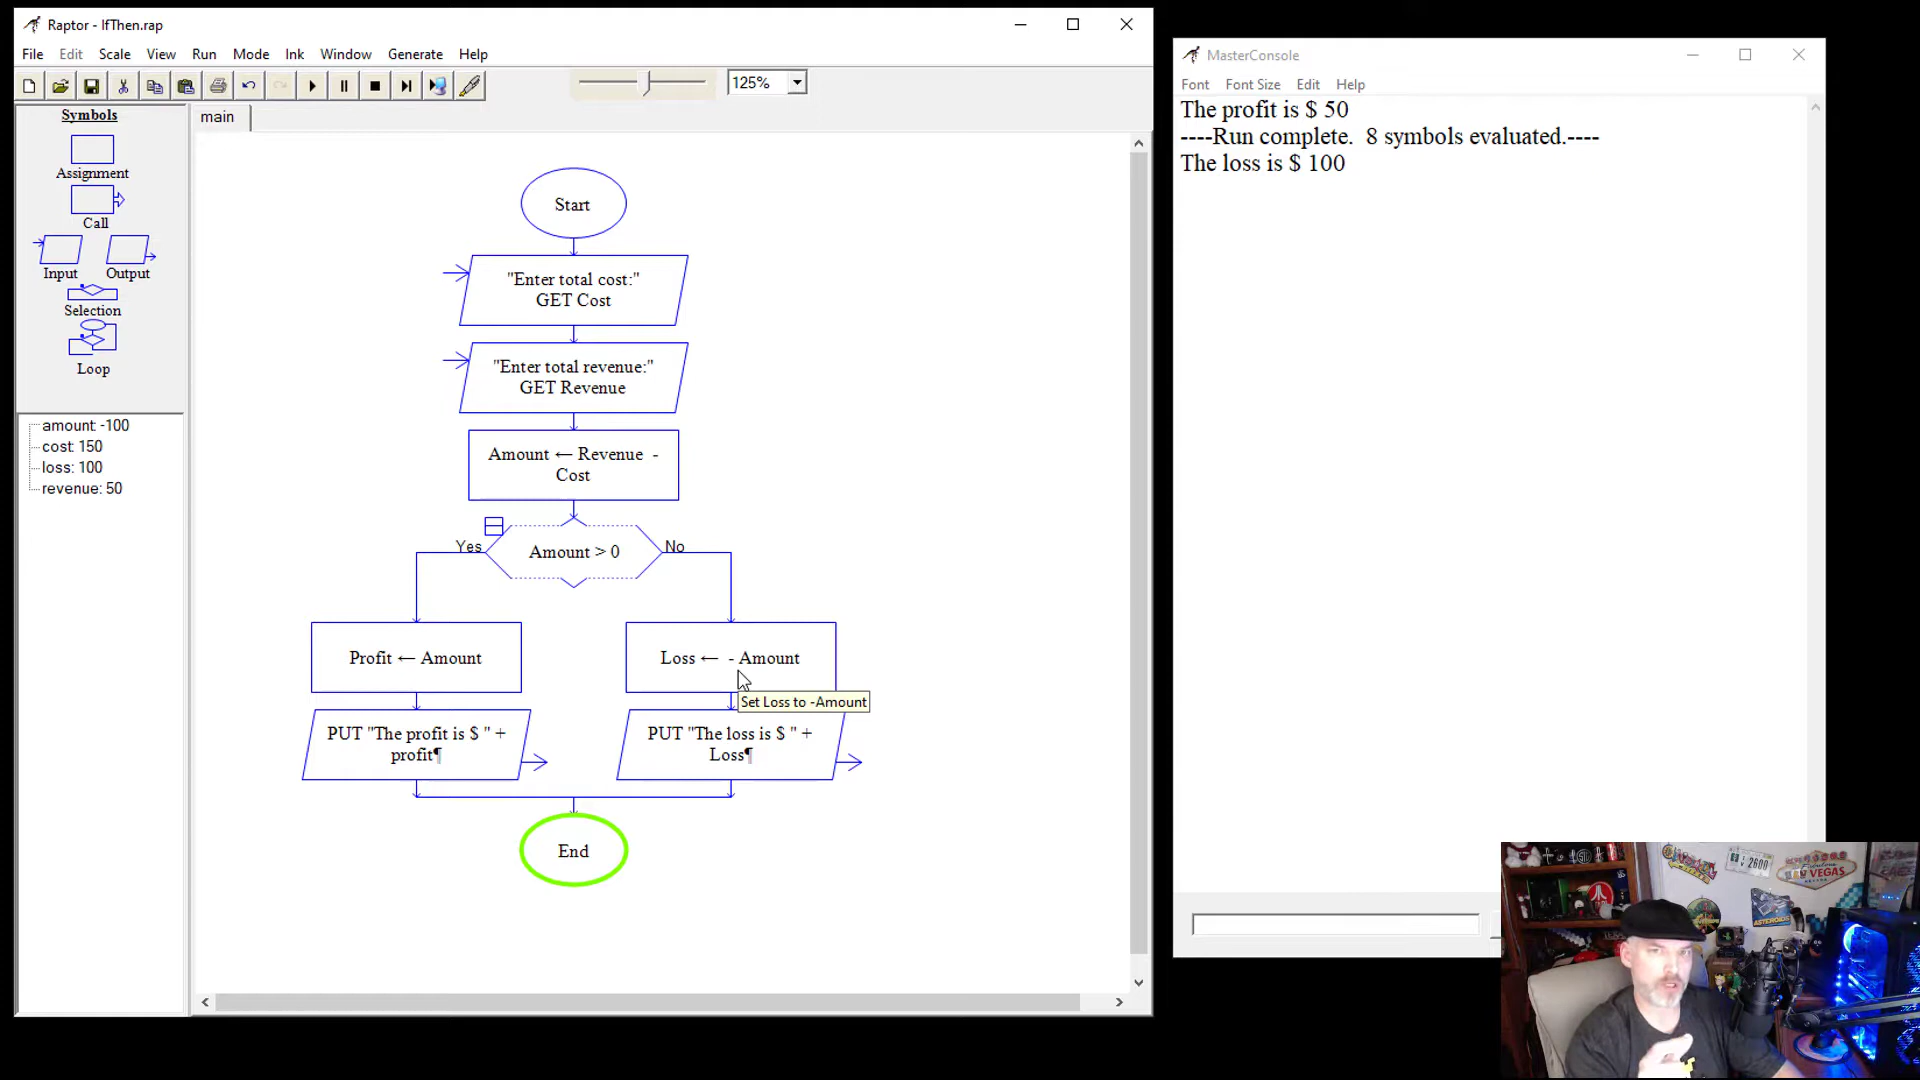 Raptor - IfThen.rap
File Edit Scale View Run Mode Ink Window Generate Help
125%
Symbols
Assignment
Call
Input Output
Selection
Loop
amount: -100
cost: 150
loss: 100
revenue: 50
main
Start
"Enter total cost:"
GET Cost
"Enter total revenue:"
GET Revenue
Amount ← Revenue -
Cost
Yes
Amount > 0
No
Profit ← Amount
Loss ← - Amount
Set Loss to -Amount
PUT "The profit is $ " +
profit¶
PUT "The loss is $ " +
Loss¶
End
MasterConsole
Font Font Size Edit Help
The profit is $ 50
----Run complete. 8 symbols evaluated.----
The loss is $ 100
2600
LAS VEGAS
ASTEROIDS